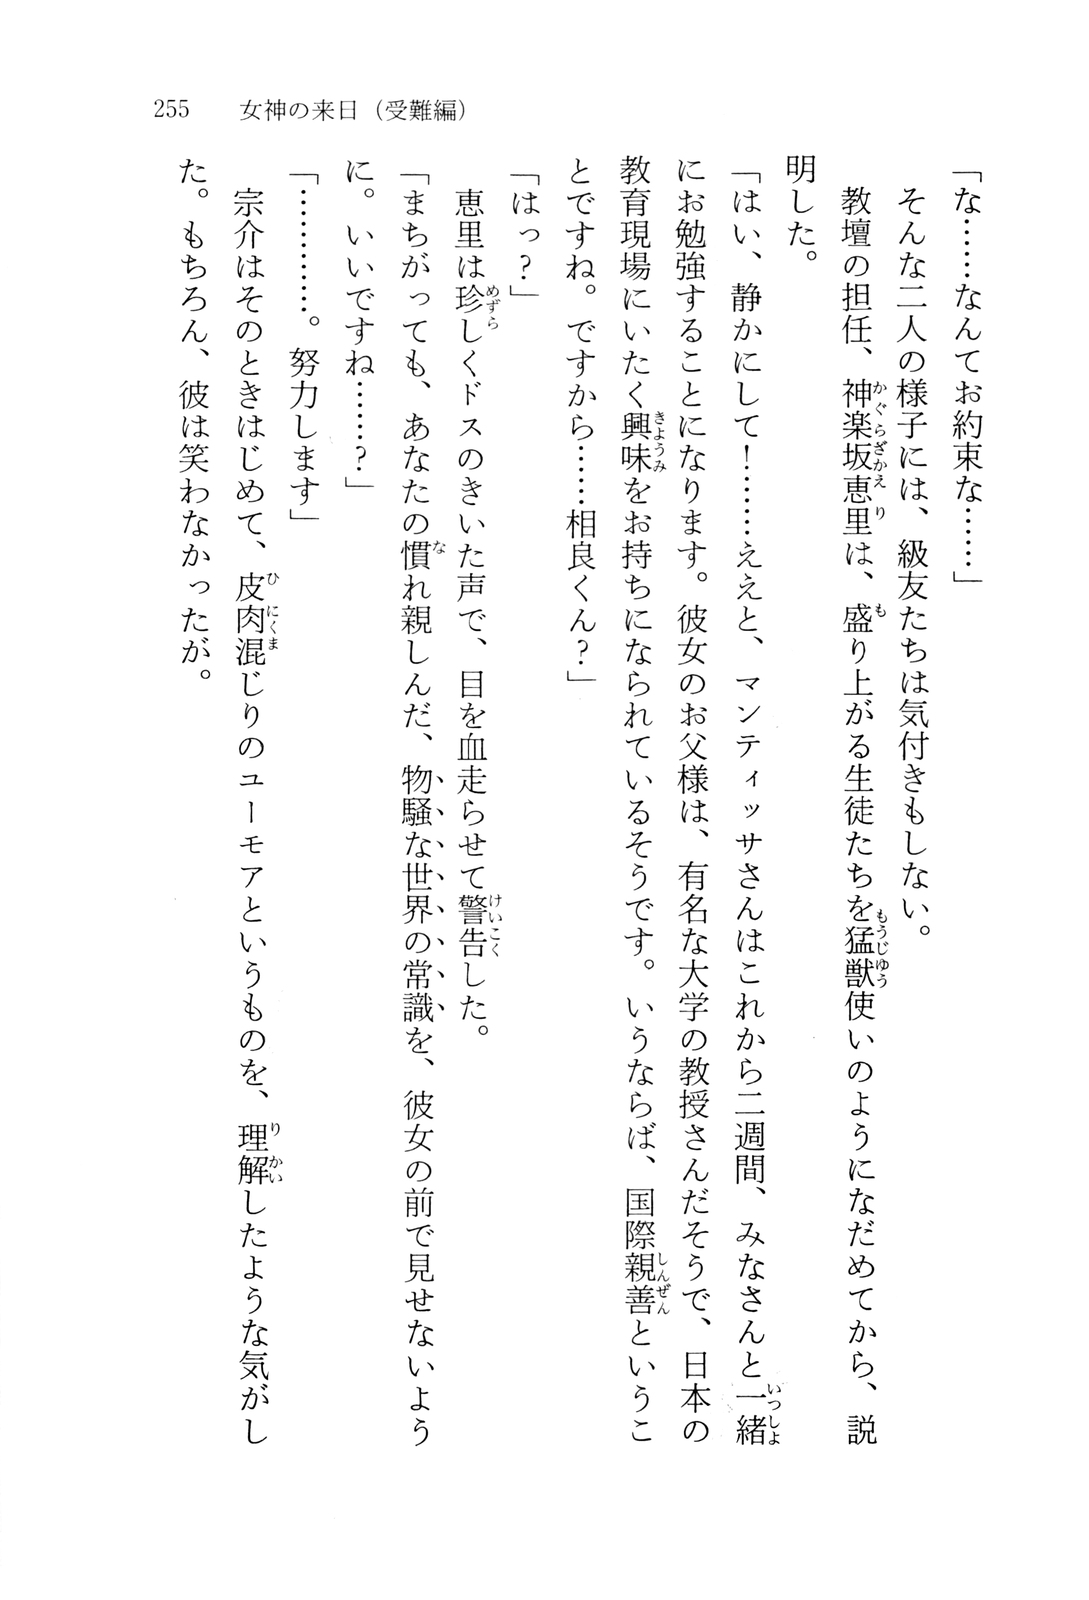 255　女神の来日（受難編）
「な……なんてお約束な……」
　そんな二人の様子には、級友たちは気付きもしない。
　教壇の担任、神楽坂恵里は、盛り上がる生徒たちを猛獣使いのようになだめてから、説
明した。
「はい、静かにして！………ええと、マンティッサさんはこれから二週間、みなさんと一緒
にお勉強することになります。彼女のお父様は、有名な大学の教授さんだそうで、日本の
教育現場にいたく興味をお持ちになられているそうです。いうならば、国際親善というこ
とですね。ですから……相良くん？」
「はっ？」
　恵里は珍しくドスのきいた声で、目を血走らせて警告した。
「まちがっても、あなたの慣れ親しんだ、物騒な世界の常識を、彼女の前で見せないよう
に。いいですね……？」
「…………。努力します」
　宗介はそのときはじめて、皮肉混じりのユーモアというものを、理解したような気がし
た。もちろん、彼は笑わなかったが。